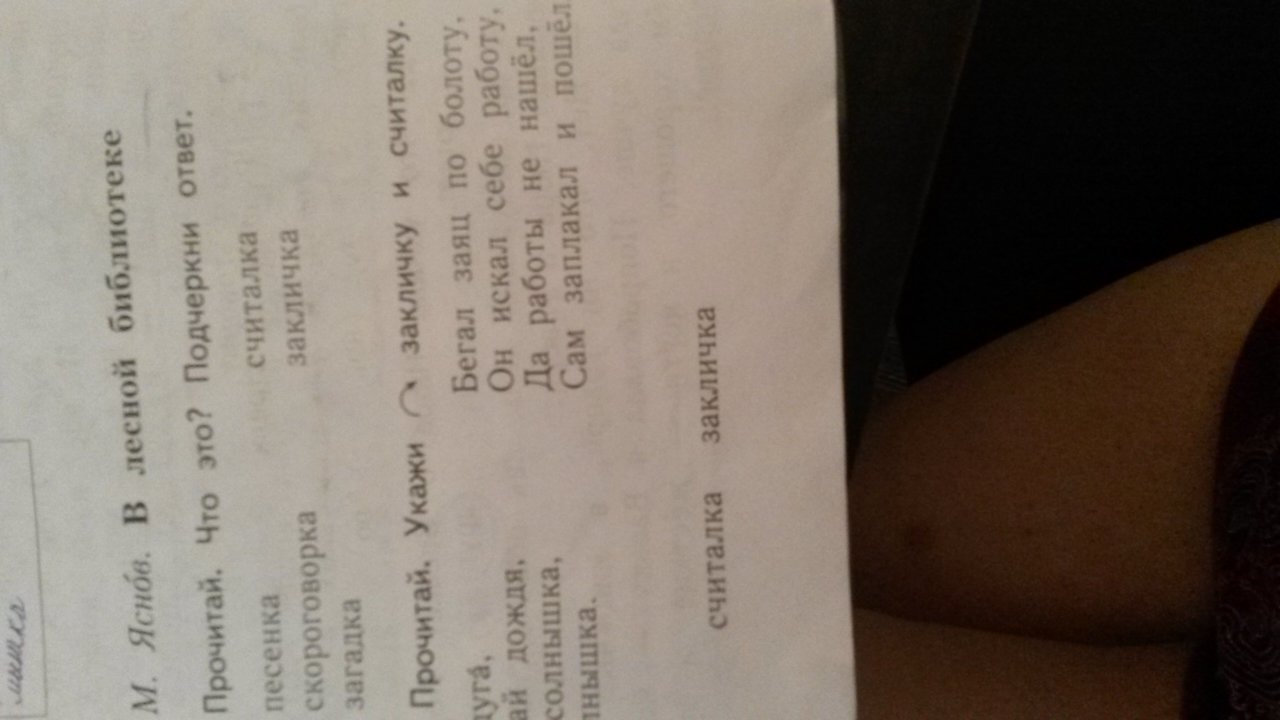 мишка
М. Ясно́в. В лесной библиотеке
Прочитай. Что это? Подчеркни ответ.
песенка считалка
скороговорка закличка
загадка
Прочитай. Укажи закличку и считалку.
Бегал заяц по болоту,
дуга́, Он искал себе работу,
ай дождя, Да работы не нашёл,
солнышка, Сам заплакал и пошёл
лнышка.
считалка закличка